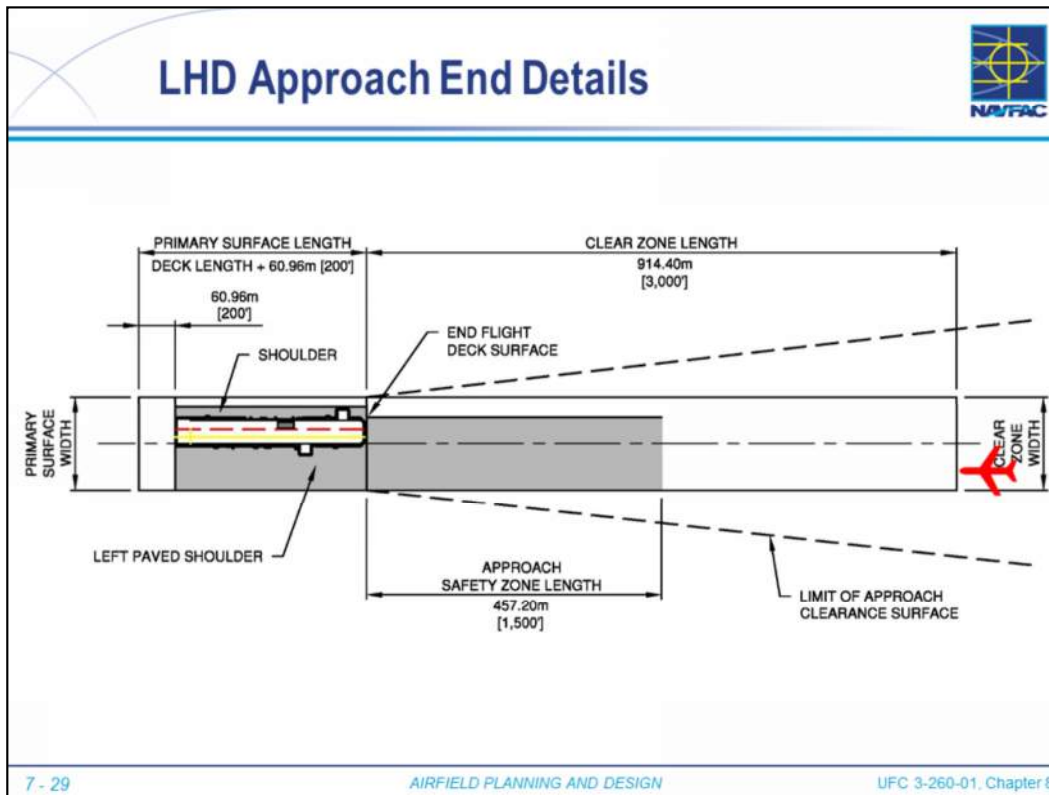 LHD Approach End Details
NAVFAC
PRIMARY SURFACE LENGTH
DECK LENGTH + 60.96m [200']
60.96m
[200']
CLEAR ZONE LENGTH
914.40m
[3,000']
SHOULDER
END FLIGHT
DECK SURFACE
PRIMARY
SURFACE
WIDTH
CLEAR
ZONE
WIDTH
LEFT PAVED SHOULDER
APPROACH
SAFETY ZONE LENGTH
457.20m
[1,500']
LIMIT OF APPROACH
CLEARANCE SURFACE
7 - 29
AIRFIELD PLANNING AND DESIGN
UFC 3-260-01, Chapter 8